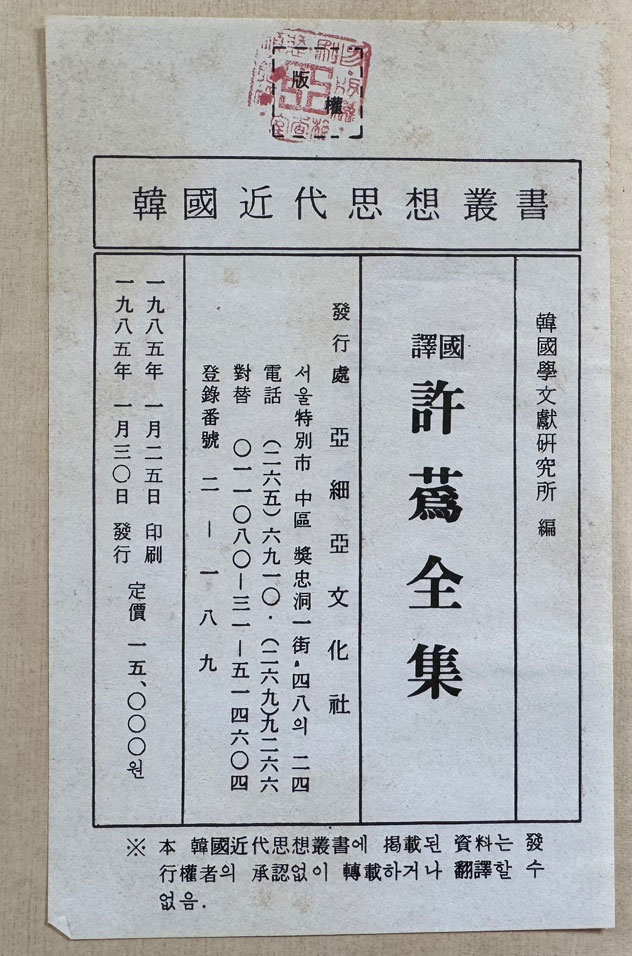 版權
韓國近代思想叢書
韓國學文獻硏究所 編
國譯
許蔿全集
發行處 亞細亞文化社
서울特別市 中區 奬忠洞一街 四八의 二四
電話 (二六五)六九一〇·(二六九)九二六六
對替 〇一一〇八〇―三一―五一四六〇四
登錄番號 二―一八九
一九八五年 一月二五日 印刷
一九八五年 一月三〇日 發行
定價 一五、〇〇〇원
※ 本 韓國近代思想叢書에 揭載된 資料는 發
行權者의 承認없이 轉載하거나 翻譯할 수
없음.